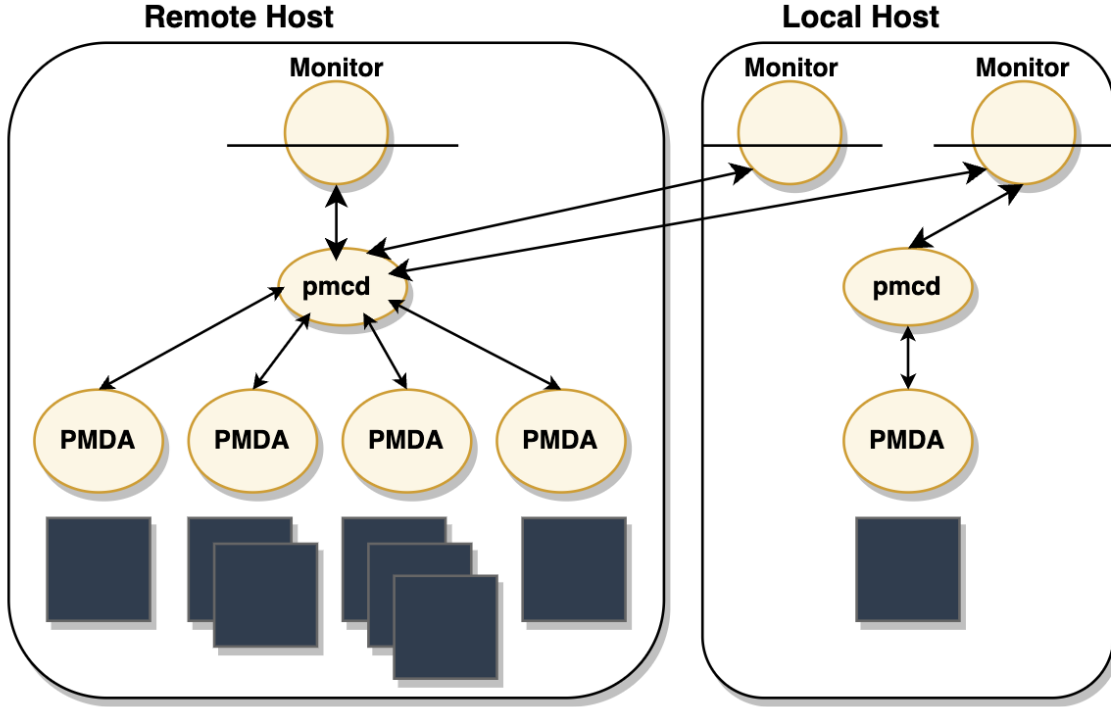 Remote Host
Local Host
Monitor
Monitor
Monitor
pmcd
pmcd
PMDA
PMDA
PMDA
PMDA
PMDA